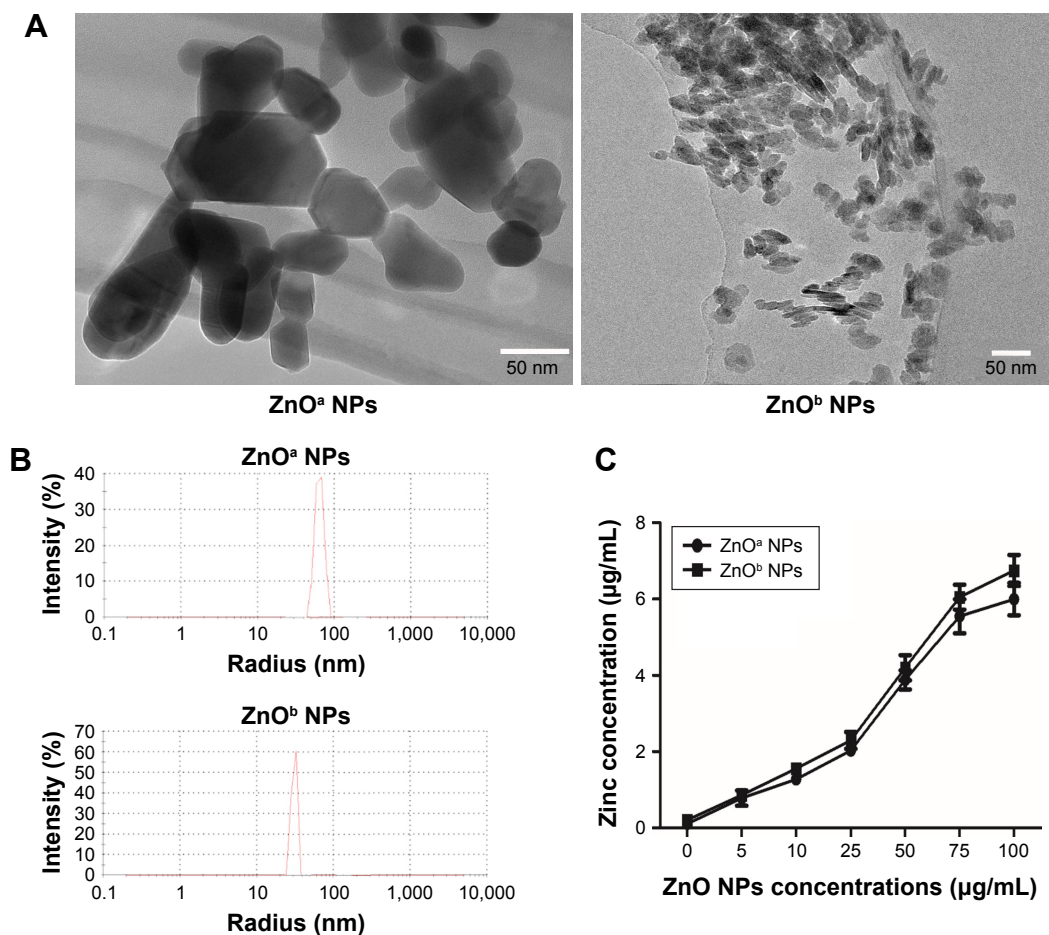 A
50 nm
50 nm
ZnOᵃ NPs
ZnOᵇ NPs
B
ZnOᵃ NPs
Intensity (%)
40
30
20
10
0
0.1 1 10 100 1,000 10,000
Radius (nm)
ZnOᵇ NPs
Intensity (%)
70
60
50
40
30
20
10
0
0.1 1 10 100 1,000 10,000
Radius (nm)
C
ZnOᵃ NPs
ZnOᵇ NPs
Zinc concentration (µg/mL)
8
6
4
2
0
0 5 10 25 50 75 100
ZnO NPs concentrations (µg/mL)